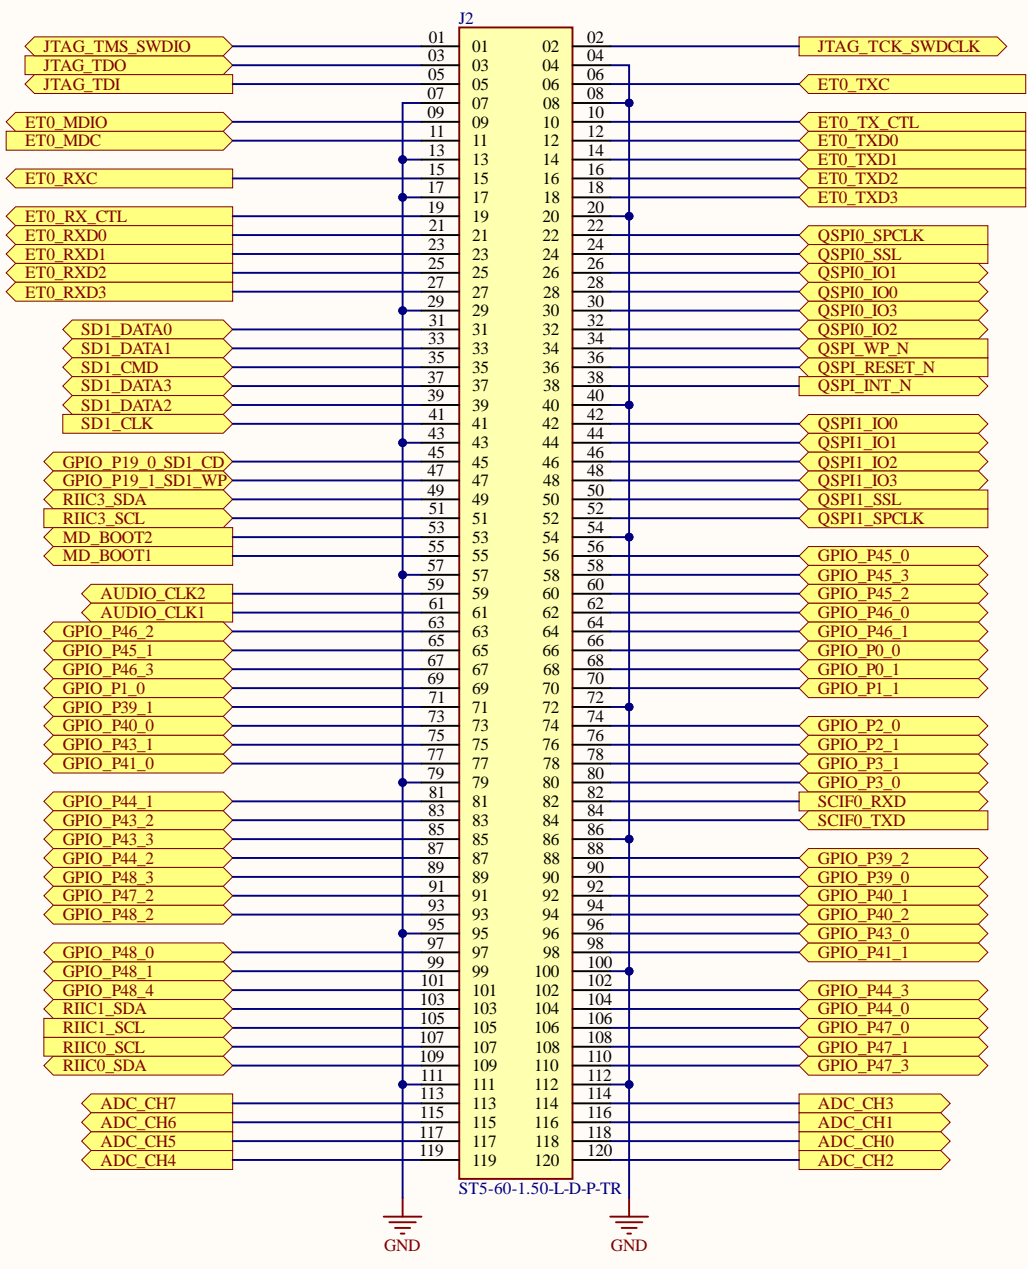 J2
JTAG_TMS_SWDIO 01 01 02 02 JTAG_TCK_SWDCLK
JTAG_TDO 03 03 04 04
JTAG_TDI 05 05 06 06 ET0_TXC
07 07 08 08
ET0_MDIO 09 09 10 10 ET0_TX_CTL
ET0_MDC 11 11 12 12 ET0_TXD0
13 13 14 14 ET0_TXD1
ET0_RXC 15 15 16 16 ET0_TXD2
17 17 18 18 ET0_TXD3
ET0_RX_CTL 19 19 20 20
ET0_RXD0 21 21 22 22 QSPI0_SPCLK
ET0_RXD1 23 23 24 24 QSPI0_SSL
ET0_RXD2 25 25 26 26 QSPI0_IO1
ET0_RXD3 27 27 28 28 QSPI0_IO0
29 29 30 30 QSPI0_IO3
SD1_DATA0 31 31 32 32 QSPI0_IO2
SD1_DATA1 33 33 34 34 QSPI_WP_N
SD1_CMD 35 35 36 36 QSPI_RESET_N
SD1_DATA3 37 37 38 38 QSPI_INT_N
SD1_DATA2 39 39 40 40
SD1_CLK 41 41 42 42 QSPI1_IO0
43 43 44 44 QSPI1_IO1
GPIO_P19_0_SD1_CD 45 45 46 46 QSPI1_IO2
GPIO_P19_1_SD1_WP 47 47 48 48 QSPI1_IO3
RIIC3_SDA 49 49 50 50 QSPI1_SSL
RIIC3_SCL 51 51 52 52 QSPI1_SPCLK
MD_BOOT2 53 53 54 54
MD_BOOT1 55 55 56 56 GPIO_P45_0
57 57 58 58 GPIO_P45_3
AUDIO_CLK2 59 59 60 60 GPIO_P45_2
AUDIO_CLK1 61 61 62 62 GPIO_P46_0
GPIO_P46_2 63 63 64 64 GPIO_P46_1
GPIO_P45_1 65 65 66 66 GPIO_P0_0
GPIO_P46_3 67 67 68 68 GPIO_P0_1
GPIO_P1_0 69 69 70 70 GPIO_P1_1
GPIO_P39_1 71 71 72 72
GPIO_P40_0 73 73 74 74 GPIO_P2_0
GPIO_P43_1 75 75 76 76 GPIO_P2_1
GPIO_P41_0 77 77 78 78 GPIO_P3_1
79 79 80 80 GPIO_P3_0
GPIO_P44_1 81 81 82 82 SCIF0_RXD
GPIO_P43_2 83 83 84 84 SCIF0_TXD
GPIO_P43_3 85 85 86 86
GPIO_P44_2 87 87 88 88 GPIO_P39_2
GPIO_P48_3 89 89 90 90 GPIO_P39_0
GPIO_P47_2 91 91 92 92 GPIO_P40_1
GPIO_P48_2 93 93 94 94 GPIO_P40_2
95 95 96 96 GPIO_P43_0
GPIO_P48_0 97 97 98 98 GPIO_P41_1
GPIO_P48_1 99 99 100 100
GPIO_P48_4 101 101 102 102 GPIO_P44_3
RIIC1_SDA 103 103 104 104 GPIO_P44_0
RIIC1_SCL 105 105 106 106 GPIO_P47_0
RIIC0_SCL 107 107 108 108 GPIO_P47_1
RIIC0_SDA 109 109 110 110 GPIO_P47_3
111 111 112 112
ADC_CH7 113 113 114 114 ADC_CH3
ADC_CH6 115 115 116 116 ADC_CH1
ADC_CH5 117 117 118 118 ADC_CH0
ADC_CH4 119 119 120 120 ADC_CH2
ST5-60-1.50-L-D-P-TR
GND GND